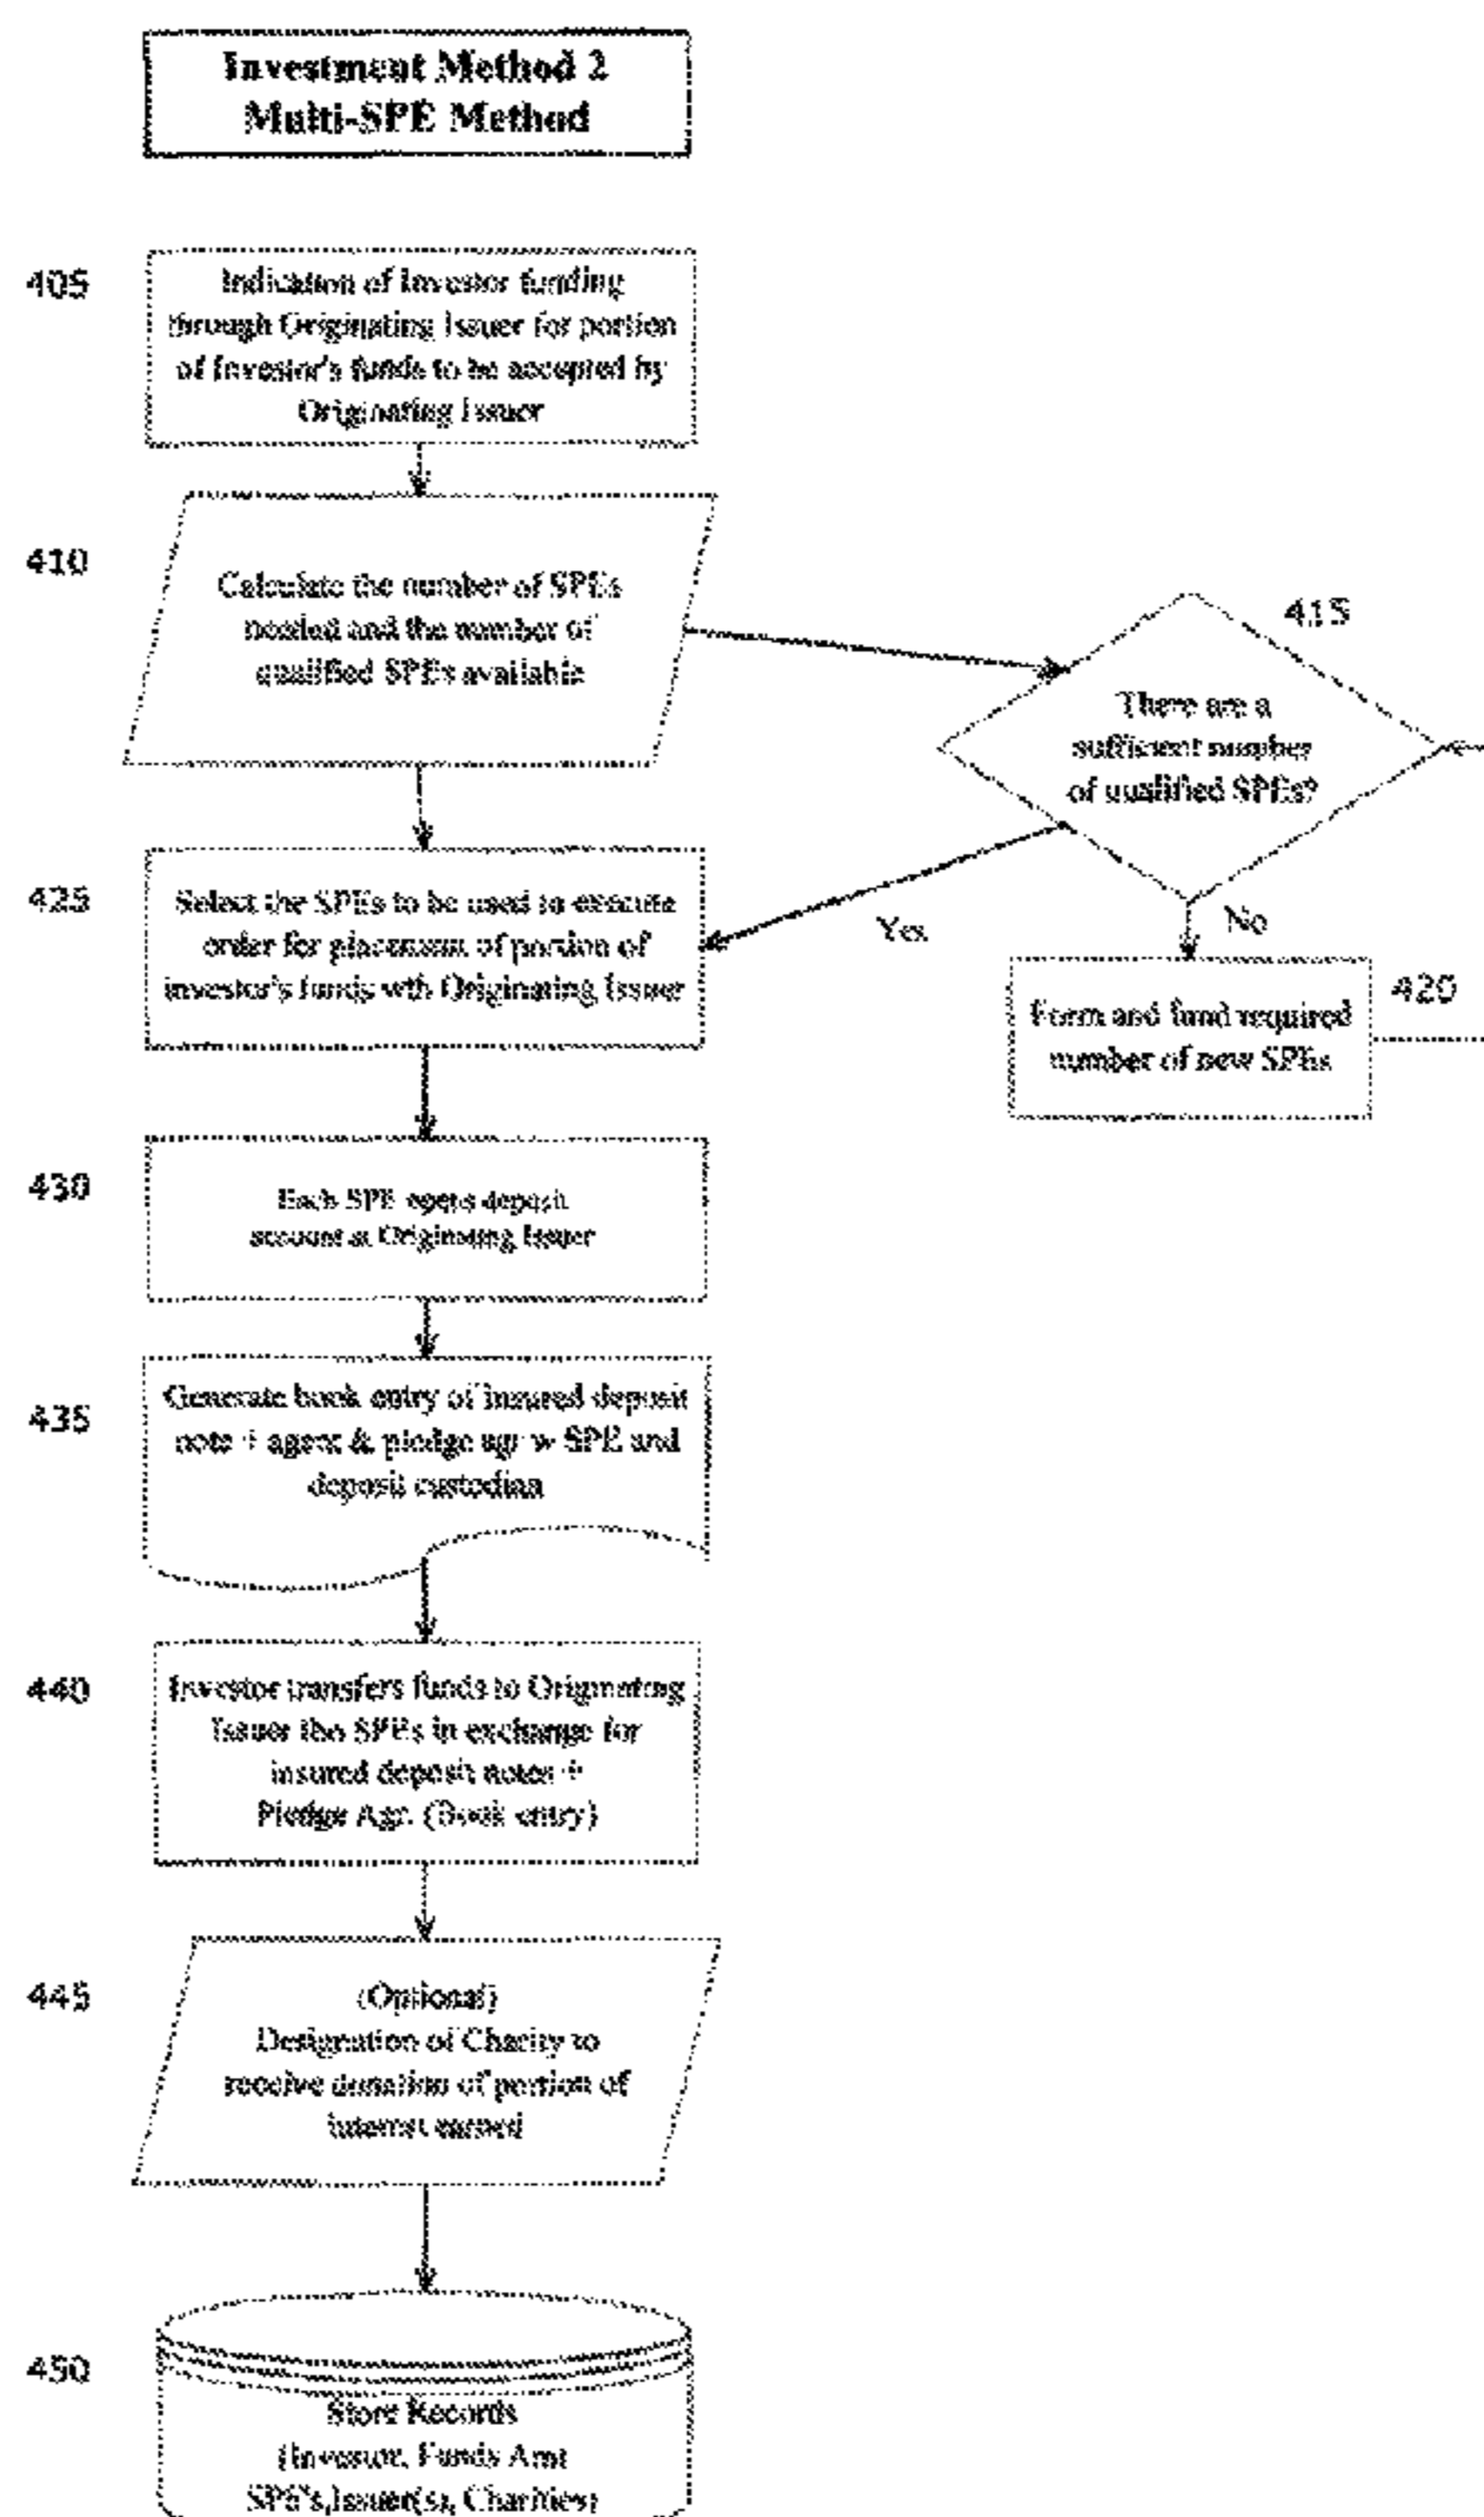 Investment Method 2
Multi-SPE Method
405
Indication of Investor funding
through Originating Issuer for portion
of Investor's funds to be accepted by
Originating Issuer
410
Calculate the number of SPEs
needed and the number of
qualified SPEs available
415
There are a
sufficient number
of qualified SPEs?
425
Select the SPEs to be used to execute
order for placement of portion of
investor's funds wth Originating Issuer
Yes
No
420
Form and fund required
number of new SPEs
430
Each SPE opens deposit
account at Originating Issuer
435
Generate book entry of insured deposit
note + agent & pledge agr w SPE and
deposit custodian
440
Investor transfers funds to Originating
Issuer tho SPEs in exchange for
insured deposit notes +
Pledge Agr. (Book entry)
445
(Optional)
Designation of Charity to
receive donation of portion of
interest earned
450
Store Records
(Investor, Funds Amt
SPE's,Issuer(s), Charities)